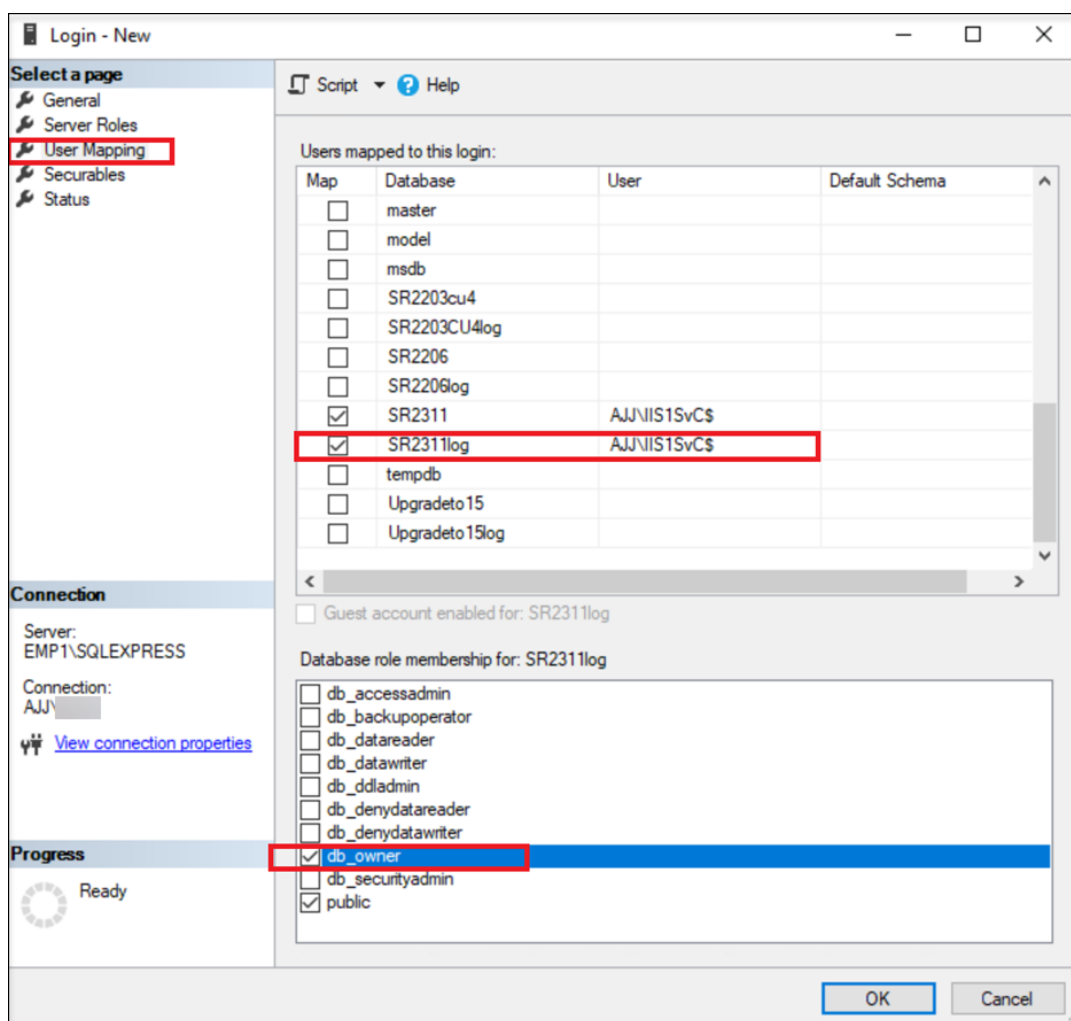 Login - New
Select a page
General
Server Roles
User Mapping
Securables
Status
Script Help
Users mapped to this login:
Map Database User Default Schema
master
model
msdb
SR2203cu4
SR2203CU4log
SR2206
SR2206log
SR2311 AJJ\IIS1SvC$
SR2311log AJJ\IIS1SvC$
tempdb
Upgradeto15
Upgradeto15log
Guest account enabled for: SR2311log
Database role membership for: SR2311log
db_accessadmin
db_backupoperator
db_datareader
db_datawriter
db_ddladmin
db_denydatareader
db_denydatawriter
db_owner
db_securityadmin
public
Connection
Server:
EMP1\SQLEXPRESS
Connection:
AJJ\
View connection properties
Progress
Ready
OK Cancel